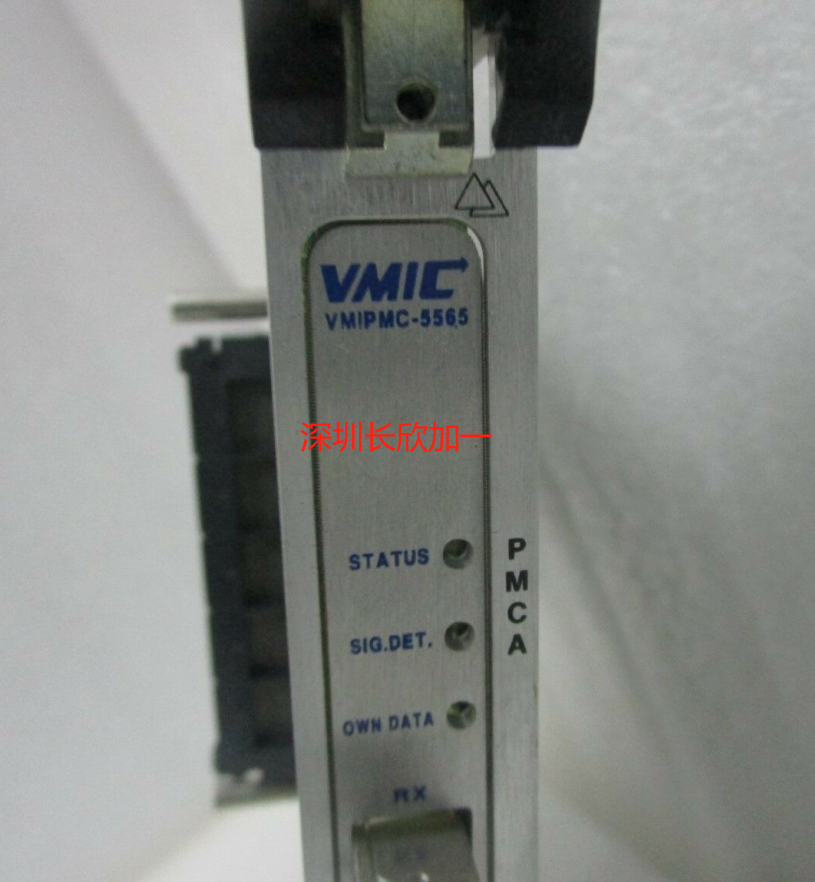 VMIC
VMIPMC-5565
深圳长欣加一
STATUS
SIG.DET.
OWN DATA
PMCA
RX